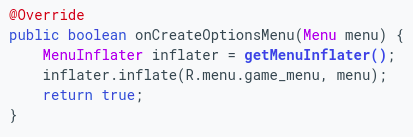 @Override
public boolean onCreateOptionsMenu(Menu menu) {
    MenuInflater inflater = getMenuInflater();
    inflater.inflate(R.menu.game_menu, menu);
    return true;
}